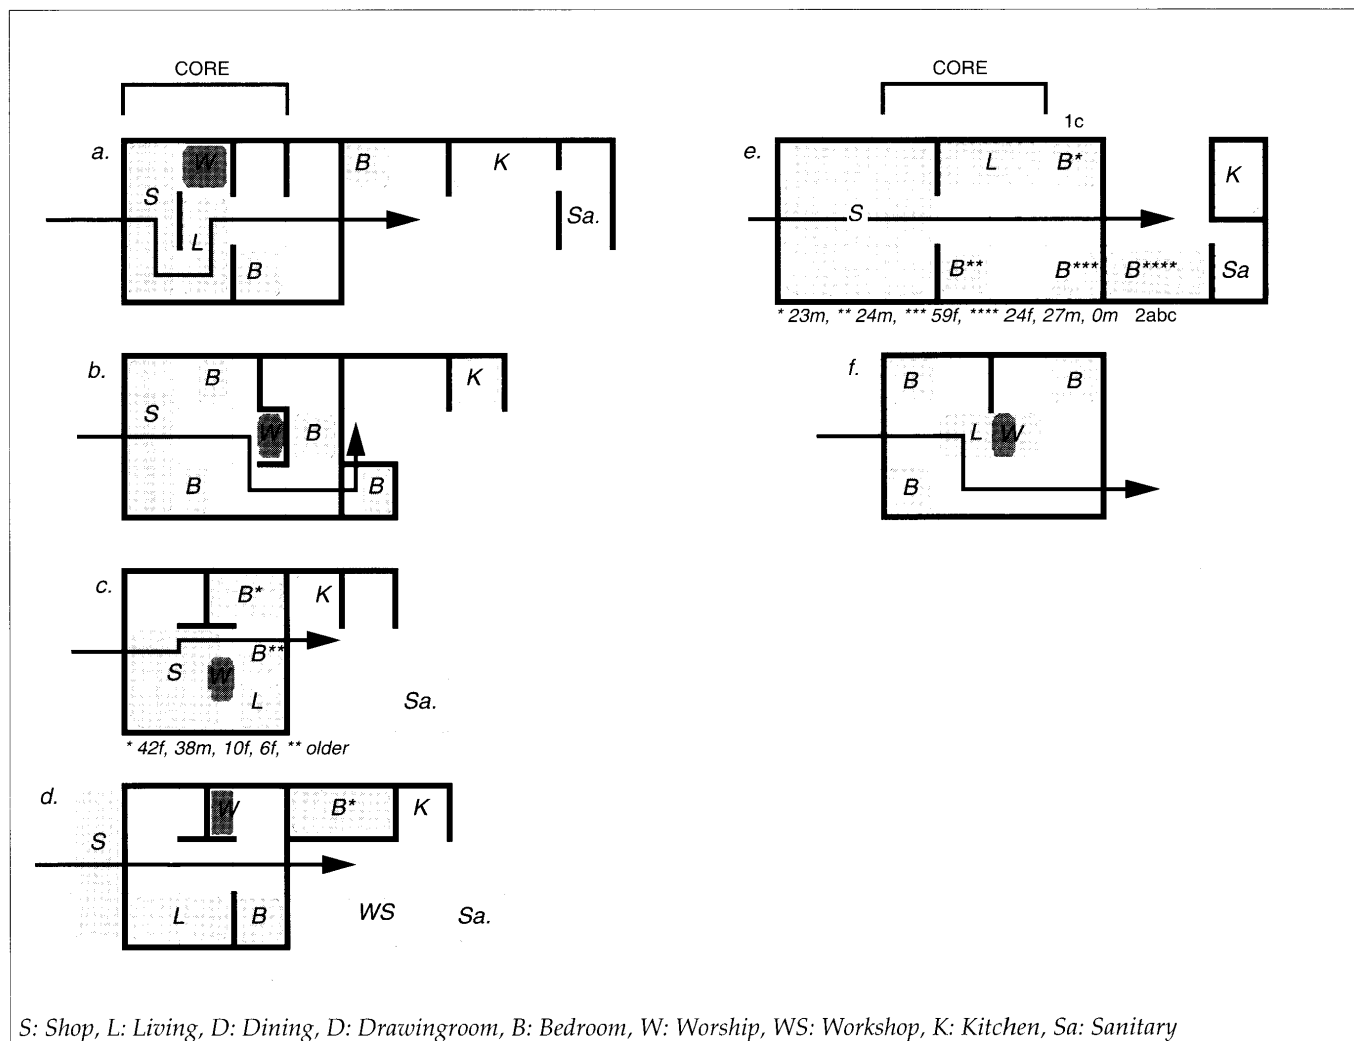 CORE
a.
W
B
K
S
Sa.
L
B
b.
B
K
S
W
B
B
B
c.
B*
K
B**
S
W
L
Sa.
* 42f, 38m, 10f, 6f, ** older
d.
W
B*
K
S
L
B
WS
Sa.
CORE
1c
e.
L
B*
K
S
B**
B***
B****
Sa
* 23m, ** 24m, *** 59f, **** 24f, 27m, 0m 2abc
f.
B
B
L
W
B
S: Shop, L: Living, D: Dining, D: Drawingroom, B: Bedroom, W: Worship, WS: Workshop, K: Kitchen, Sa: Sanitary